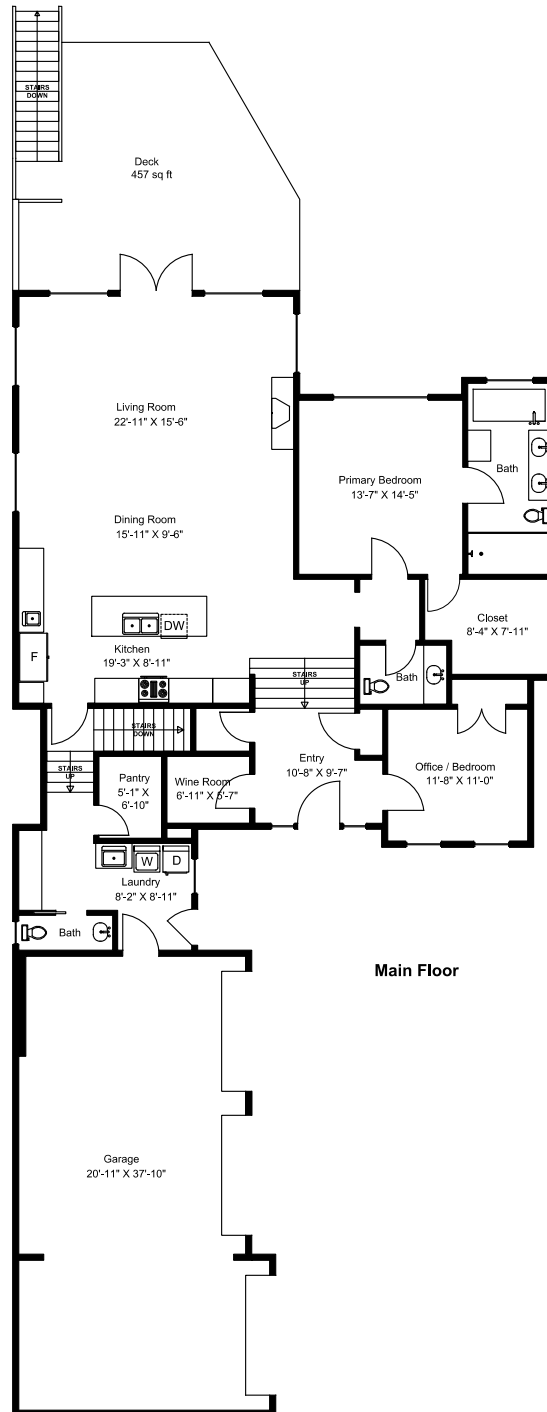 STAIRS
DOWN
Deck
457 sq ft
Living Room
22'-11" X 15'-6"
Primary Bedroom
13'-7" X 14'-5"
Bath
Dining Room
15'-11" X 9'-6"
DW
Closet
8'-4" X 7'-11"
Kitchen
19'-3" X 8'-11"
F
STAIRS
UP
Bath
STAIRS
DOWN
Entry
10'-8" X 9'-7"
Office / Bedroom
11'-8" X 11'-0"
STAIRS
UP
Pantry
5'-1" X
6'-10"
Wine Room
6'-11" X 5'-7"
W
D
Laundry
8'-2" X 8'-11"
Bath
Main Floor
Garage
20'-11" X 37'-10"